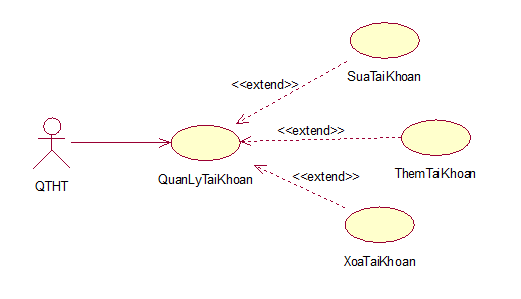 SuaTaiKhoan
<<extend>>
<<extend>>
ThemTaiKhoan
QuanLyTaiKhoan
<<extend>>
QTHT
XoaTaiKhoan